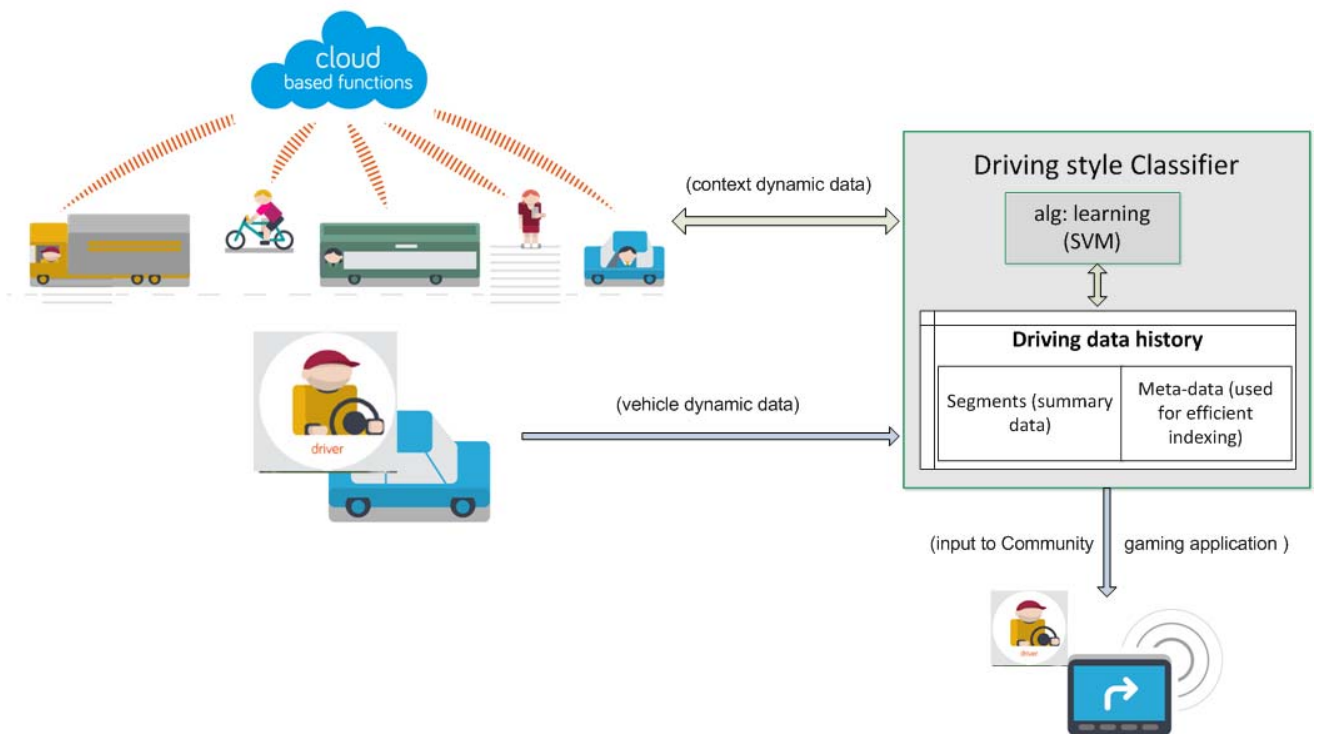 cloud
based functions
(context dynamic data)
Driving style Classifier
alg: learning
(SVM)
Driving data history
Segments (summary
data)
Meta-data (used
for efficient
indexing)
driver
(vehicle dynamic data)
(input to Community gaming application )
driver